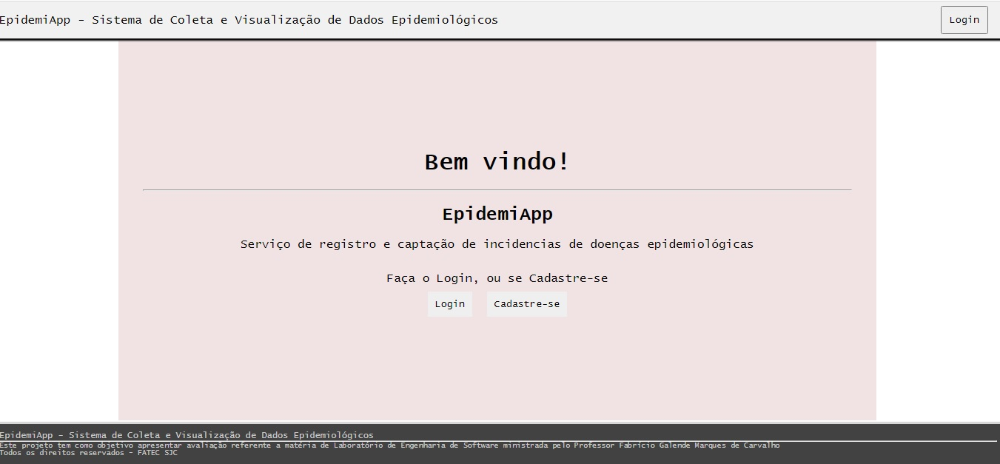 EpidemiApp - Sistema de Coleta e Visualização de Dados Epidemiológicos
Login
Bem vindo!
EpidemiApp
Serviço de registro e captação de incidencias de doenças epidemiológicas
Faça o Login, ou se Cadastre-se
Login
Cadastre-se
EpidemiApp - Sistema de Coleta e Visualização de Dados Epidemiológicos
Este projeto tem como objetivo apresentar avaliação referente a matéria de Laboratório de Engenharia de Software ministrada pelo Professor Fabrício Galende Marques de Carvalho
Todos os direitos reservados - FATEC SJC